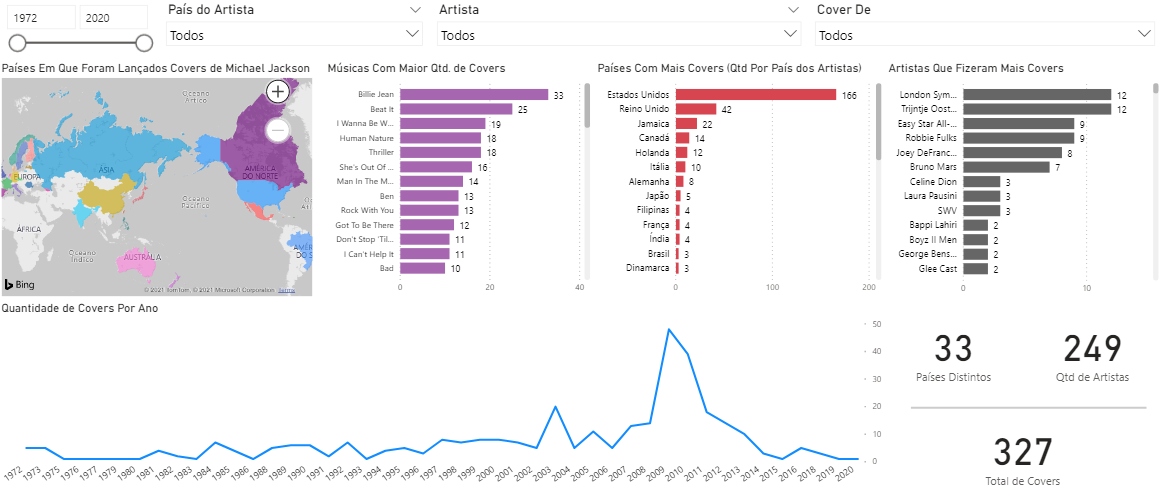 1972
2020
País do Artista
Todos
Artista
Todos
Cover De
Todos
Países Em Que Foram Lançados Covers de Michael Jackson
Oceano Ártico
EUROPA
ÁSIA
AMÉRICA DO NORTE
Oceano Pacífico
ÁFRICA
Oceano Índico
AUSTRÁLIA
AMÉR
DO S
Bing
© 2021 TomTom, © 2021 Microsoft Corporation Terms
Músicas Com Maior Qtd. de Covers
Billie Jean 33
Beat It 25
I Wanna Be W... 19
Human Nature 18
Thriller 18
She's Out Of ... 16
Man In The M... 14
Ben 13
Rock With You 13
Got To Be There 12
Don't Stop 'Til... 11
I Can't Help It 11
Bad 10
0 20 40
Países Com Mais Covers (Qtd Por País dos Artistas)
Estados Unidos 166
Reino Unido 42
Jamaica 22
Canadá 14
Holanda 12
Itália 10
Alemanha 8
Japão 5
Filipinas 4
França 4
Índia 4
Brasil 3
Dinamarca 3
0 100 200
Artistas Que Fizeram Mais Covers
London Sym... 12
Trijntje Oost... 12
Easy Star All-... 9
Robbie Fulks 9
Joey DeFranc... 8
Bruno Mars 7
Celine Dion 3
Laura Pausini 3
SWV 3
Bappi Lahiri 2
Boyz II Men 2
George Bens... 2
Glee Cast 2
0 10
Quantidade de Covers Por Ano
50
40
30
20
10
0
1972 1973 1975 1976 1977 1979 1980 1981 1982 1983 1984 1985 1986 1987 1989 1990 1991 1992 1993 1994 1995 1996 1997 1998 1999 2000 2001 2002 2003 2004 2005 2006 2007 2008 2009 2010 2011 2012 2013 2014 2015 2016 2018 2019 2020
33
Países Distintos
249
Qtd de Artistas
327
Total de Covers